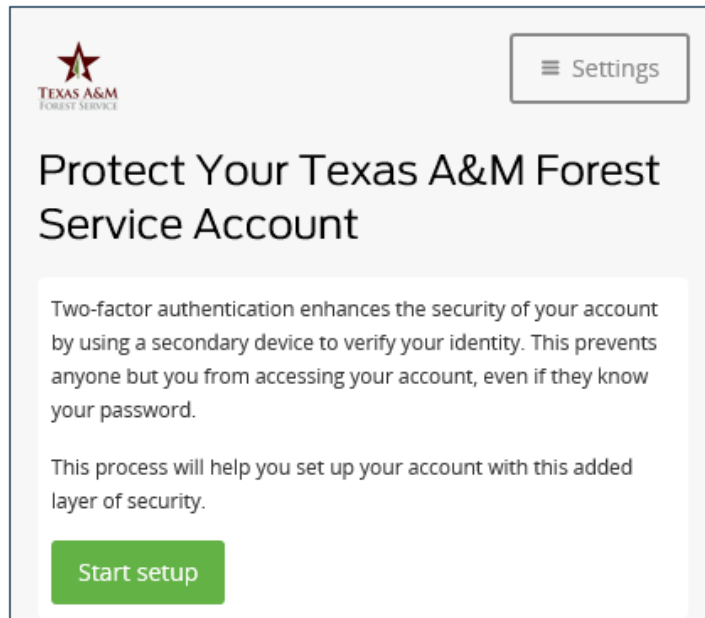 TEXAS A&M
FOREST SERVICE
≡ Settings
Protect Your Texas A&M Forest
Service Account
Two-factor authentication enhances the security of your account
by using a secondary device to verify your identity. This prevents
anyone but you from accessing your account, even if they know
your password.
This process will help you set up your account with this added
layer of security.
Start setup